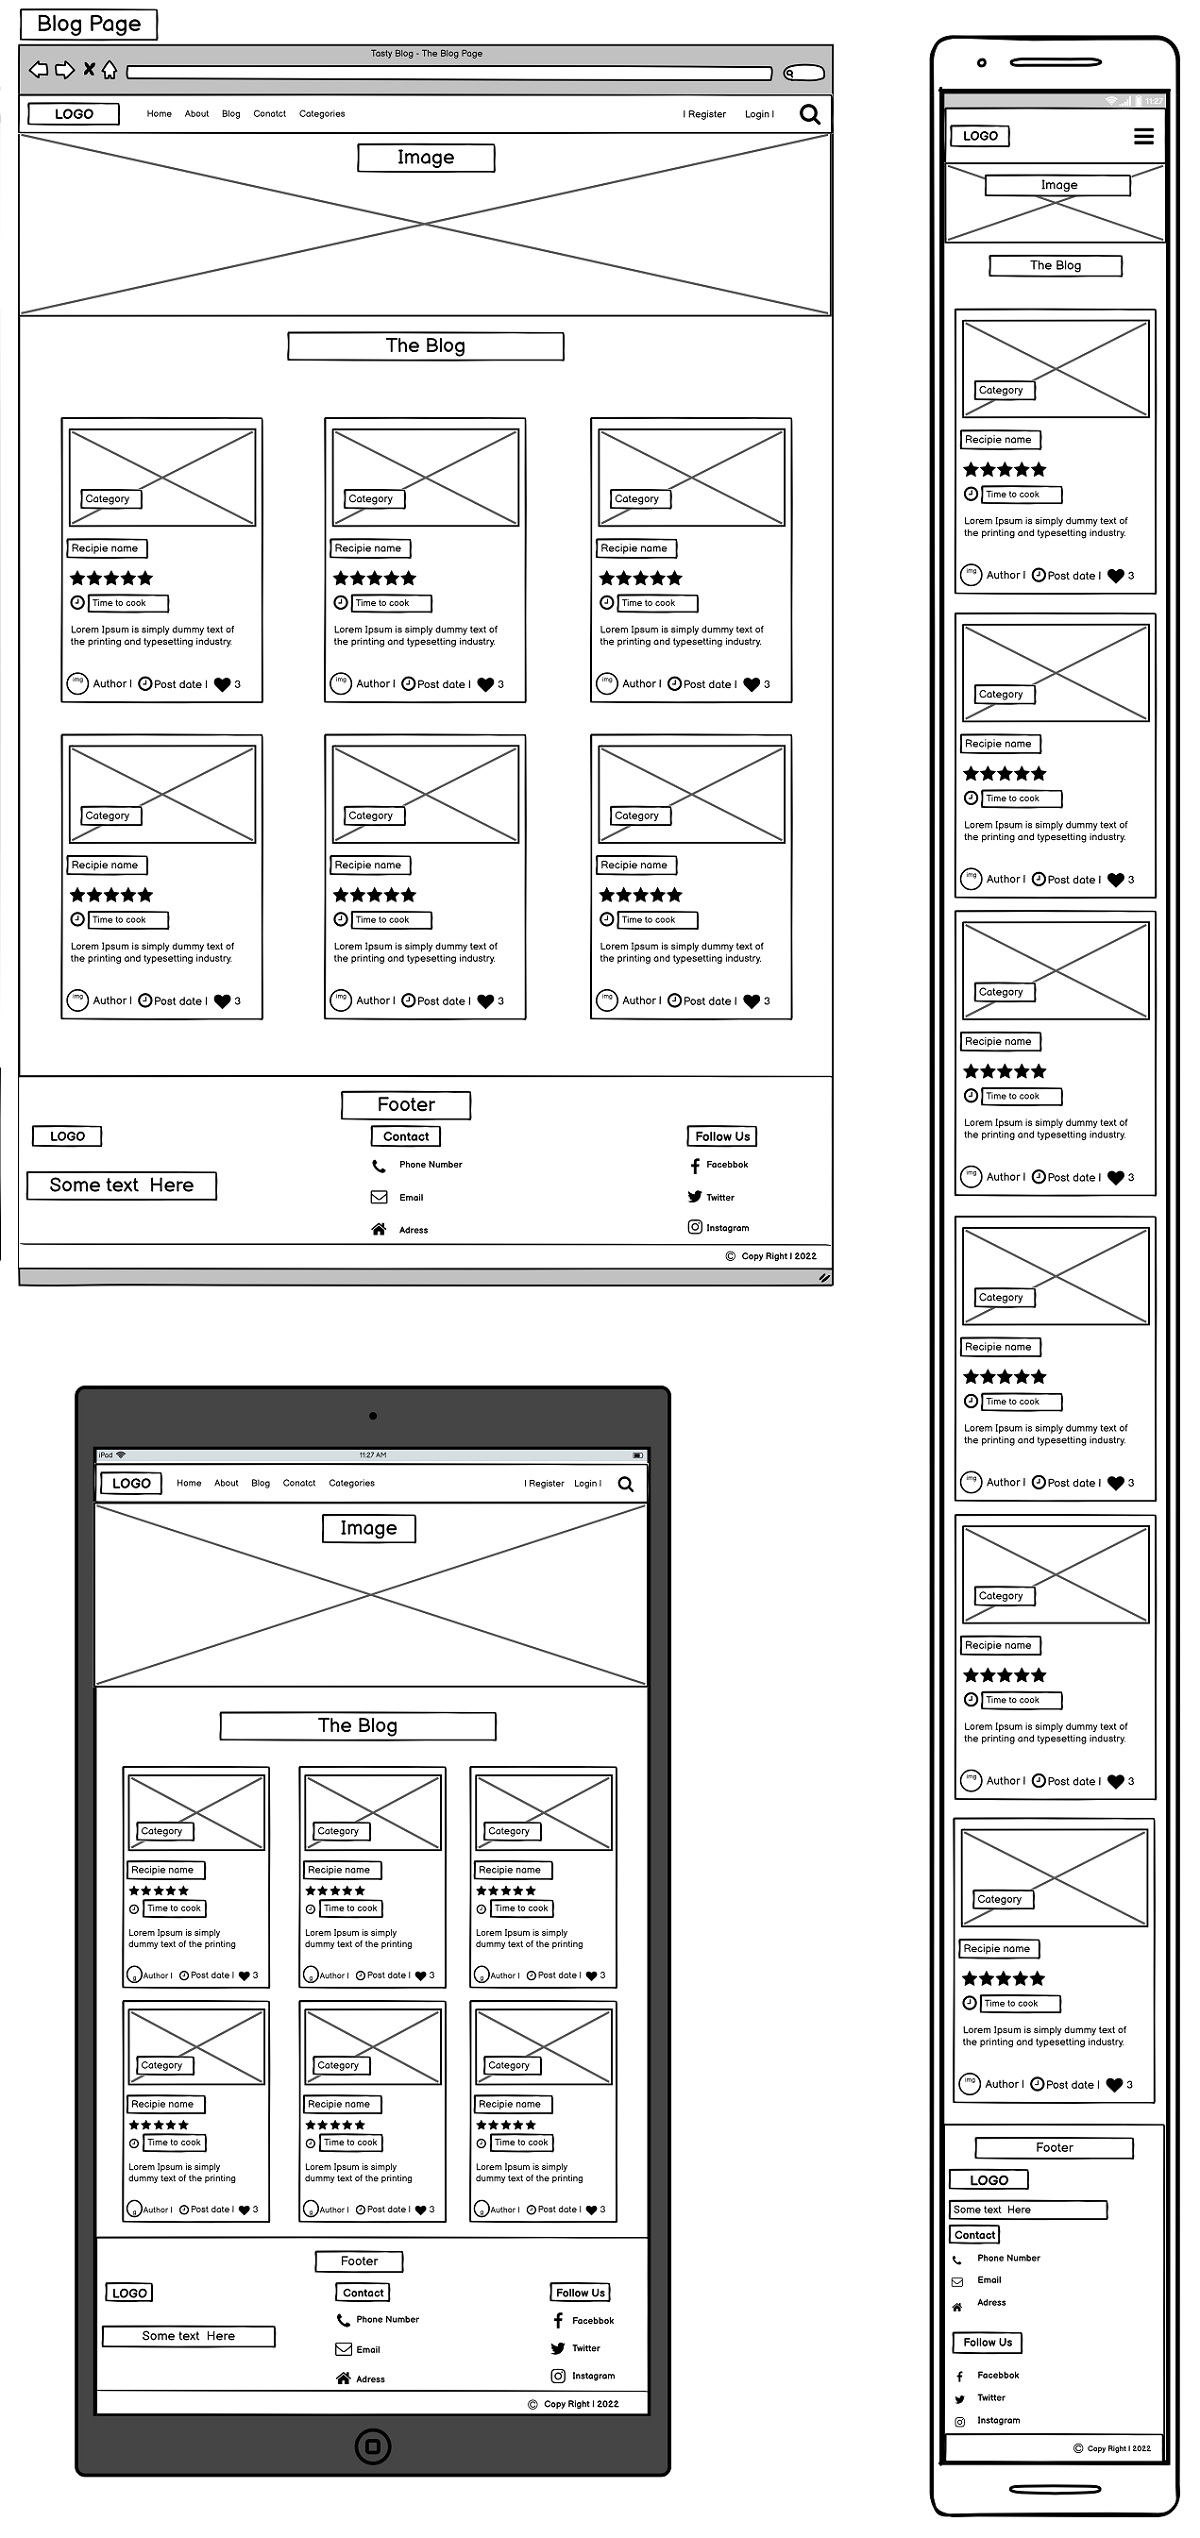 Blog Page
Tasty Blog - The Blog Page
LOGO Home About Blog Conatct Categories | Register Login |
Image
The Blog
Category Category Category
Recipie name Recipie name Recipie name
Time to cook Time to cook Time to cook
Lorem Ipsum is simply dummy text of Lorem Ipsum is simply dummy text of Lorem Ipsum is simply dummy text of
the printing and typesetting industry. the printing and typesetting industry. the printing and typesetting industry.
img Author | Post date | 3 img Author | Post date | 3 img Author | Post date | 3
Category Category Category
Recipie name Recipie name Recipie name
Time to cook Time to cook Time to cook
Lorem Ipsum is simply dummy text of Lorem Ipsum is simply dummy text of Lorem Ipsum is simply dummy text of
the printing and typesetting industry. the printing and typesetting industry. the printing and typesetting industry.
img Author | Post date | 3 img Author | Post date | 3 img Author | Post date | 3
Footer
LOGO Contact Follow Us
Phone Number Facebbok
Some text Here Email Twitter
Adress Instagram
© Copy Right | 2022
iPad 11:27 AM
LOGO Home About Blog Conatct Categories | Register Login |
Image
The Blog
Category Category Category
Recipie name Recipie name Recipie name
Time to cook Time to cook Time to cook
Lorem Ipsum is simply Lorem Ipsum is simply Lorem Ipsum is simply
dummy text of the printing dummy text of the printing dummy text of the printing
g Author | Post date | 3 g Author | Post date | 3 g Author | Post date | 3
Category Category Category
Recipie name Recipie name Recipie name
Time to cook Time to cook Time to cook
Lorem Ipsum is simply Lorem Ipsum is simply Lorem Ipsum is simply
dummy text of the printing dummy text of the printing dummy text of the printing
g Author | Post date | 3 g Author | Post date | 3 g Author | Post date | 3
Footer
LOGO Contact Follow Us
Phone Number Facebbok
Some text Here Email Twitter
Adress Instagram
© Copy Right | 2022
11:27
LOGO
Image
The Blog
Category
Recipie name
Time to cook
Lorem Ipsum is simply dummy text of
the printing and typesetting industry.
img Author | Post date | 3
Category
Recipie name
Time to cook
Lorem Ipsum is simply dummy text of
the printing and typesetting industry.
img Author | Post date | 3
Category
Recipie name
Time to cook
Lorem Ipsum is simply dummy text of
the printing and typesetting industry.
img Author | Post date | 3
Category
Recipie name
Time to cook
Lorem Ipsum is simply dummy text of
the printing and typesetting industry.
img Author | Post date | 3
Category
Recipie name
Time to cook
Lorem Ipsum is simply dummy text of
the printing and typesetting industry.
img Author | Post date | 3
Category
Recipie name
Time to cook
Lorem Ipsum is simply dummy text of
the printing and typesetting industry.
img Author | Post date | 3
Footer
LOGO
Some text Here
Contact
Phone Number
Email
Adress
Follow Us
Facebbok
Twitter
Instagram
© Copy Right | 2022